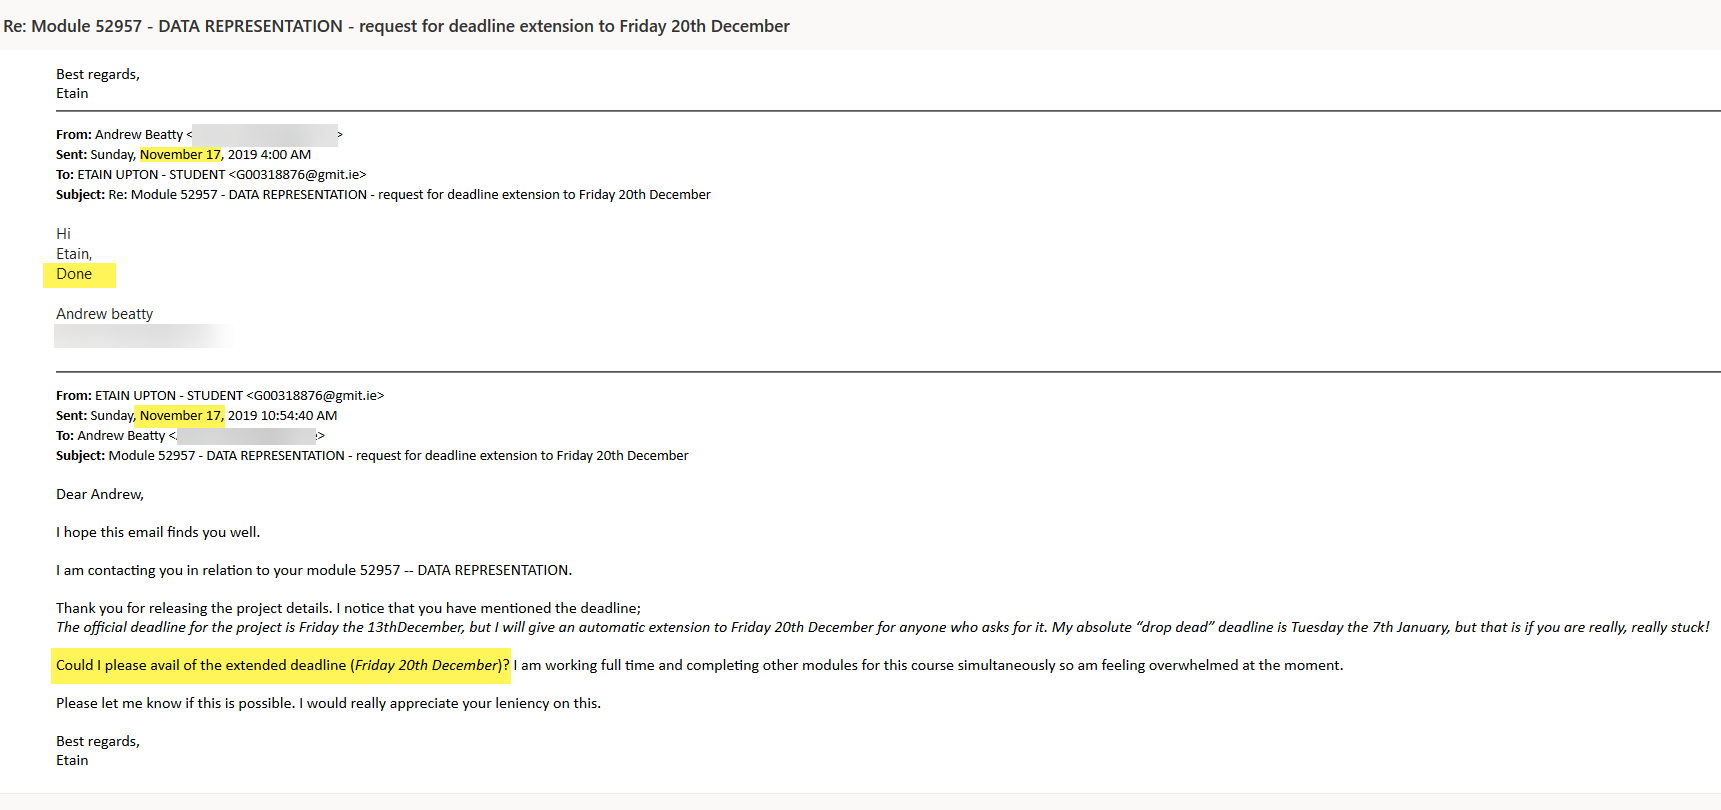 Re: Module 52957 - DATA REPRESENTATION - request for deadline extension to Friday 20th December
Best regards,
Etain
From: Andrew Beatty < >
Sent: Sunday, November 17, 2019 4:00 AM
To: ETAIN UPTON - STUDENT <G00318876@gmit.ie>
Subject: Re: Module 52957 - DATA REPRESENTATION - request for deadline extension to Friday 20th December
Hi
Etain,
Done
Andrew beatty
From: ETAIN UPTON - STUDENT <G00318876@gmit.ie>
Sent: Sunday, November 17, 2019 10:54:40 AM
To: Andrew Beatty < >
Subject: Module 52957 - DATA REPRESENTATION - request for deadline extension to Friday 20th December
Dear Andrew,
I hope this email finds you well.
I am contacting you in relation to your module 52957 -- DATA REPRESENTATION.
Thank you for releasing the project details. I notice that you have mentioned the deadline;
The official deadline for the project is Friday the 13thDecember, but I will give an automatic extension to Friday 20th December for anyone who asks for it. My absolute “drop dead” deadline is Tuesday the 7th January, but that is if you are really, really stuck!
Could I please avail of the extended deadline (Friday 20th December)? I am working full time and completing other modules for this course simultaneously so am feeling overwhelmed at the moment.
Please let me know if this is possible. I would really appreciate your leniency on this.
Best regards,
Etain